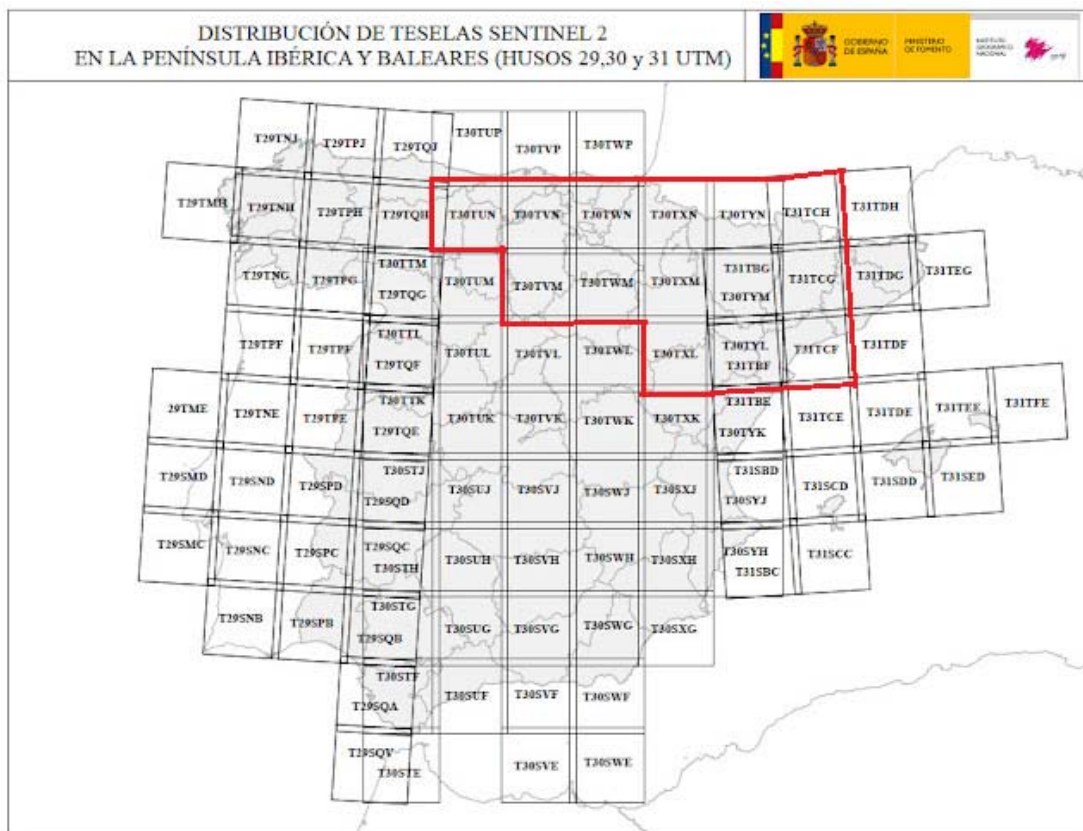 DISTRIBUCIÓN DE TESELAS SENTINEL 2
EN LA PENÍNSULA IBÉRICA Y BALEARES (HUSOS 29,30 y 31 UTM)
GOBIERNO
DE ESPAÑA
MINISTERIO
DE FOMENTO
INSTITUTO
GEOGRÁFICO
NACIONAL
T29TNJ T29TPJ T29TQJ T30TUP T30TVP T30TWP
T29TMH T29TNH T29TPH T29TQH T30TUN T30TVN T30TWN T30TXN T30TYN T31TCH T31TDH
T29TNG T29TPG T30TTM T30TUM T30TVM T30TWM T30TXM T31TBG T31TCG T31TDG T31TEG
T29TQG T30TYM
T29TPF T29TPF T30TTL T30TUL T30TVL T30TWL T30TXL T30TYL T31TCF T31TDF
T29TQF T31TBF
29TME T29TNE T29TPE T30TTK T30TUK T30TVK T30TWK T30TXK T31TBE T31TCE T31TDE T31TEE T31TFE
T29TQE T30TYK
T29SMD T29SND T29SPD T30STJ T30SUJ T30SVJ T30SWJ T30SXJ T31SBD T31SCD T31SDD T31SED
T29SQD T30SYJ
T29SMC T29SNC T29SPC T29SQC T30SUH T30SVH T30SWH T30SXH T30SYH T31SCC
T30STH T31SBC
T29SNB T29SPB T30STG T30SUG T30SVG T30SWG T30SXG
T29SQB
T30STF T30SUF T30SVF T30SWF
T29SQA
T29SQV T30SVE T30SWE
T30STE